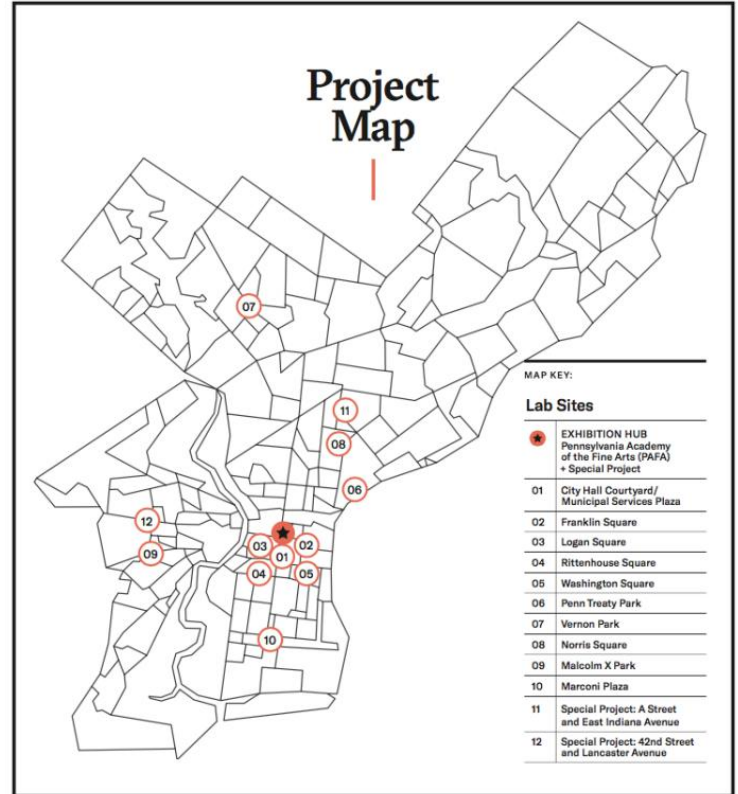 Project
Map
07
11
08
06
12
09
03
02
01
04
05
10
MAP KEY:
Lab Sites
EXHIBITION HUB
Pennsylvania Academy
of the Fine Arts (PAFA)
+ Special Project
01 City Hall Courtyard/
Municipal Services Plaza
02 Franklin Square
03 Logan Square
04 Rittenhouse Square
05 Washington Square
06 Penn Treaty Park
07 Vernon Park
08 Norris Square
09 Malcolm X Park
10 Marconi Plaza
11 Special Project: A Street
and East Indiana Avenue
12 Special Project: 42nd Street
and Lancaster Avenue